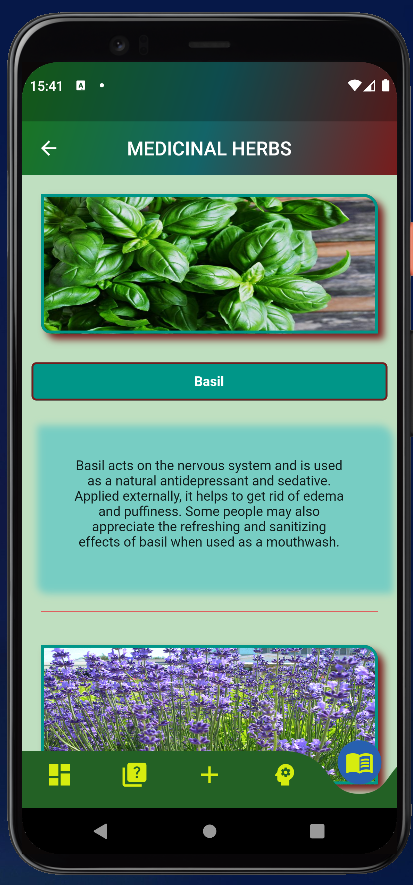 15:41 A
MEDICINAL HERBS
Basil
Basil acts on the nervous system and is used
as a natural antidepressant and sedative.
Applied externally, it helps to get rid of edema
and puffiness. Some people may also
appreciate the refreshing and sanitizing
effects of basil when used as a mouthwash.
?